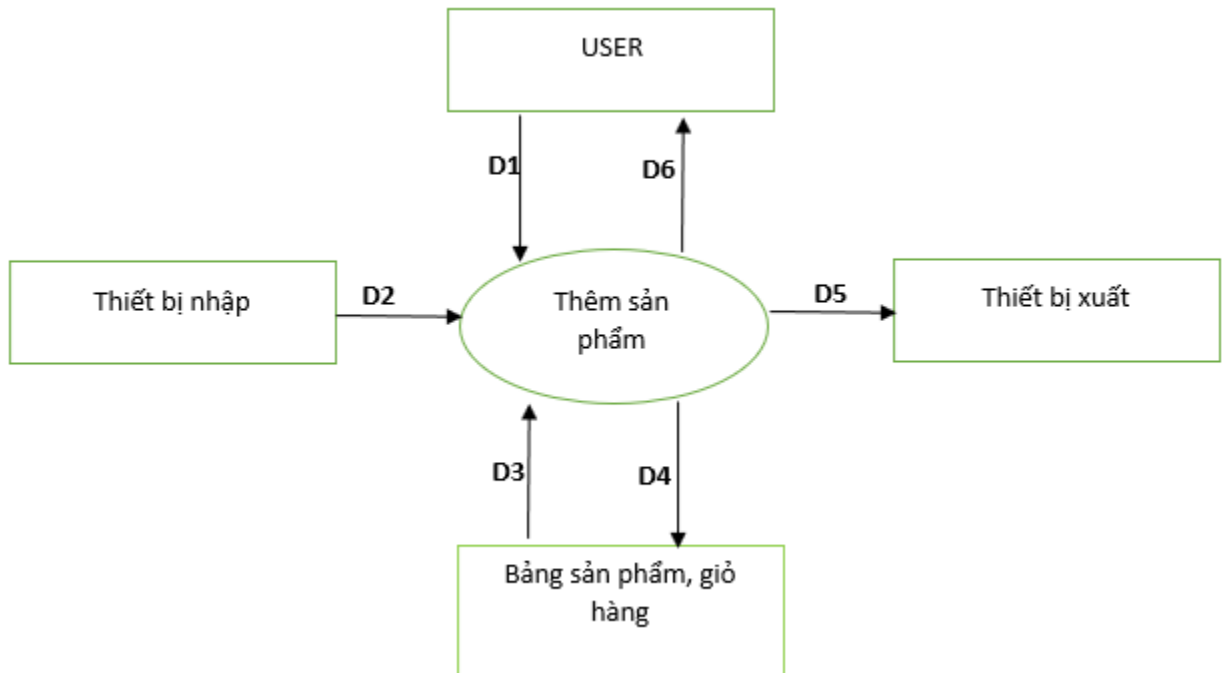 USER
D1
D6
Thiết bị nhập
D2
Thêm sản
phẩm
D5
Thiết bị xuất
D3
D4
Bảng sản phẩm, giỏ
hàng